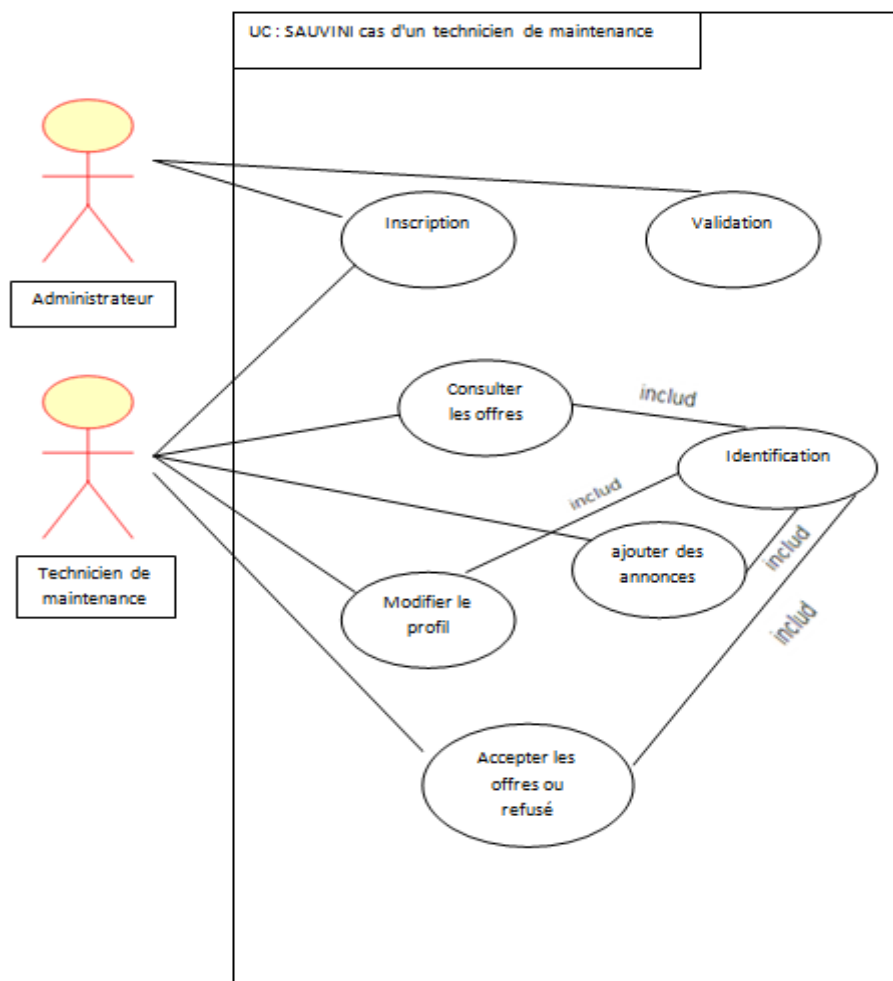 UC : SAUVINI cas d'un technicien de maintenance
Inscription
Validation
Administrateur
Consulter
les offres
includ
Identification
includ
ajouter des
annonces
includ
Technicien de
maintenance
Modifier le
profil
includ
Accepter les
offres ou
refusé